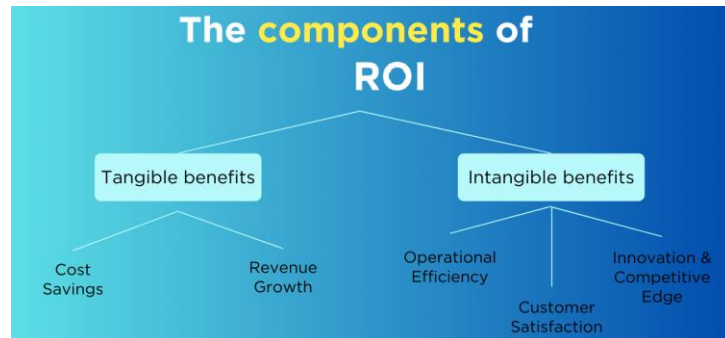 The components of
ROI
Tangible benefits
Intangible benefits
Cost
Savings
Revenue
Growth
Operational
Efficiency
Customer
Satisfaction
Innovation &
Competitive
Edge